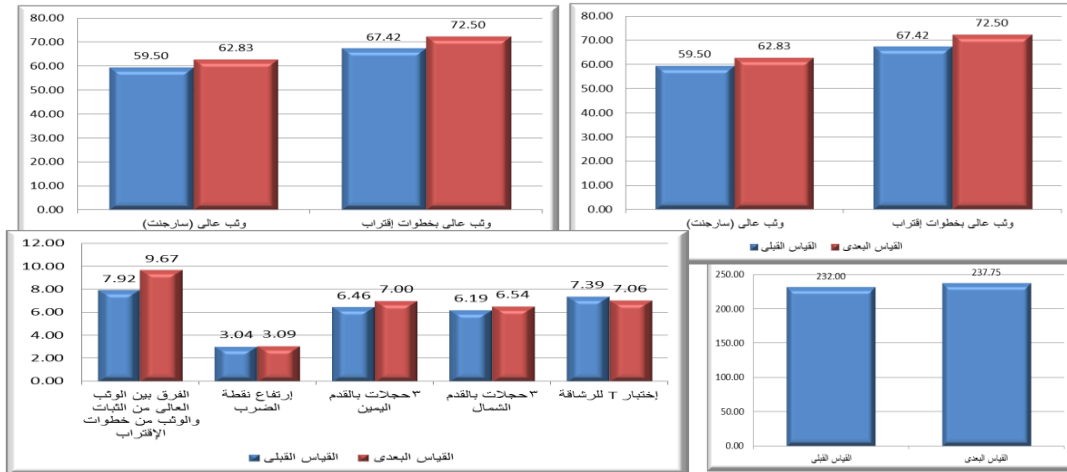 80.00
70.00
60.00
50.00
40.00
30.00
20.00
10.00
0.00
59.50
62.83
67.42
72.50
وثب عالى (سارجنت)
وثب عالى بخطوات إقتراب
80.00
70.00
60.00
50.00
40.00
30.00
20.00
10.00
0.00
59.50
62.83
67.42
72.50
وثب عالى (سارجنت)
وثب عالى بخطوات إقتراب
القياس القبلى
القياس البعدى
12.00
10.00
8.00
6.00
4.00
2.00
0.00
7.92
9.67
3.04
3.09
6.46
7.00
6.19
6.54
7.39
7.06
الفرق بين الوثب
العالى من الثبات
والوثب من خطوات
الإقتراب
إرتفاع نقطة
الضرب
٣حجلات بالقدم
اليمين
٣حجلات بالقدم
الشمال
إختبار T للرشاقة
القياس القبلى
القياس البعدى
250.00
200.00
150.00
100.00
50.00
0.00
232.00
237.75
القياس القبلى
القياس البعدى